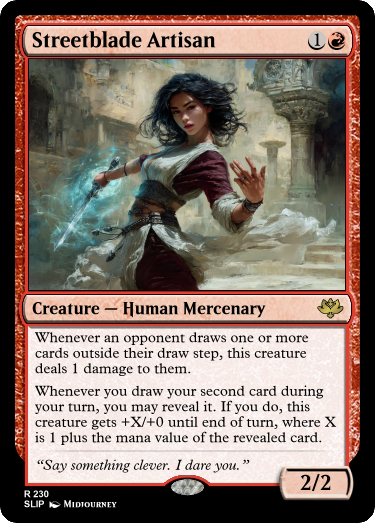 Streetblade Artisan 1
Creature — Human Mercenary
Whenever an opponent draws one or more
cards outside their draw step, this creature
deals 1 damage to them.
Whenever you draw your second card during
your turn, you may reveal it. If you do, this
creature gets +X/+0 until end of turn, where X
is 1 plus the mana value of the revealed card.
“Say something clever. I dare you.”
2/2
R 230
SLIP Midjourney